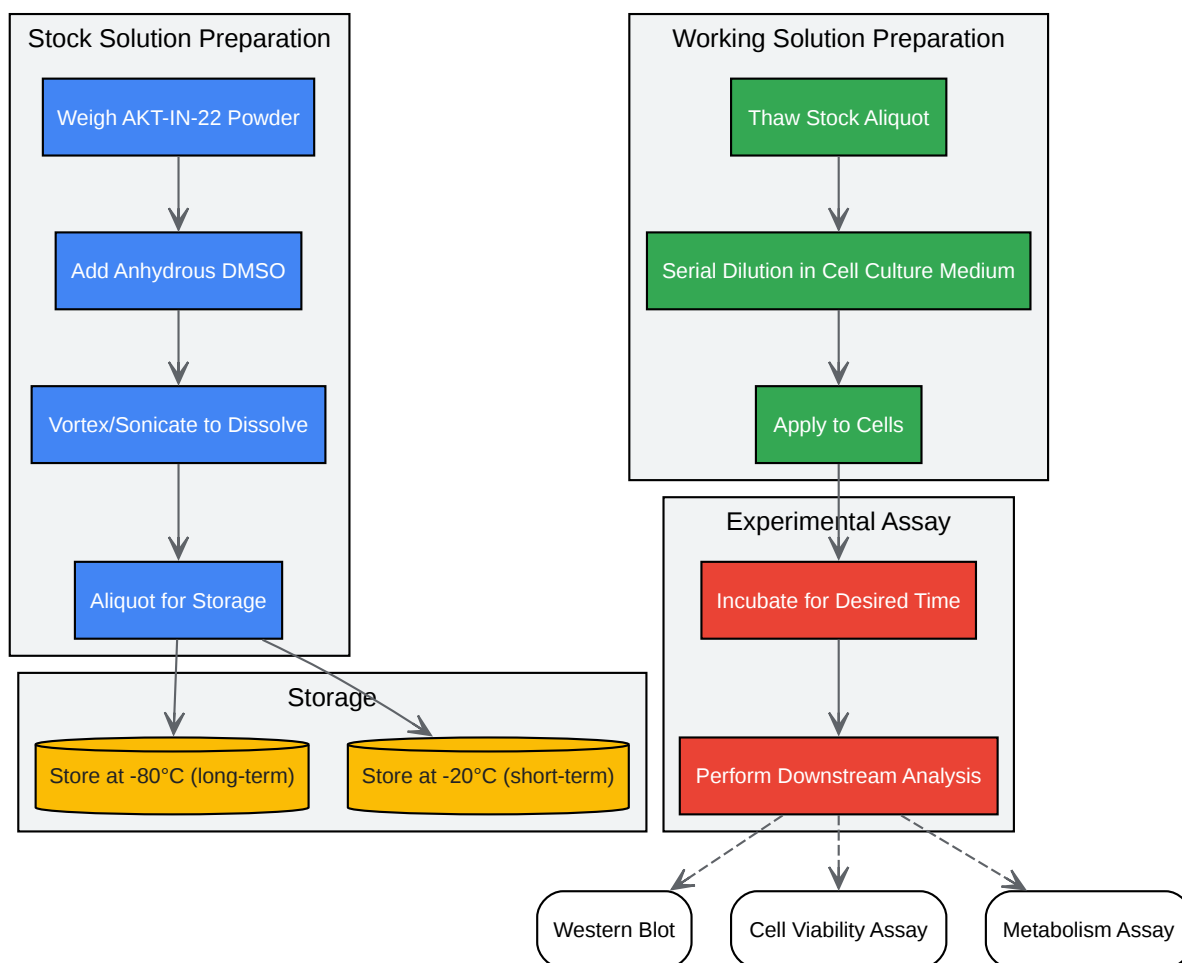 Stock Solution Preparation
Weigh AKT-IN-22 Powder
Add Anhydrous DMSO
Vortex/Sonicate to Dissolve
Aliquot for Storage
Storage
Store at -80°C (long-term)
Store at -20°C (short-term)
Working Solution Preparation
Thaw Stock Aliquot
Serial Dilution in Cell Culture Medium
Apply to Cells
Experimental Assay
Incubate for Desired Time
Perform Downstream Analysis
Western Blot
Cell Viability Assay
Metabolism Assay